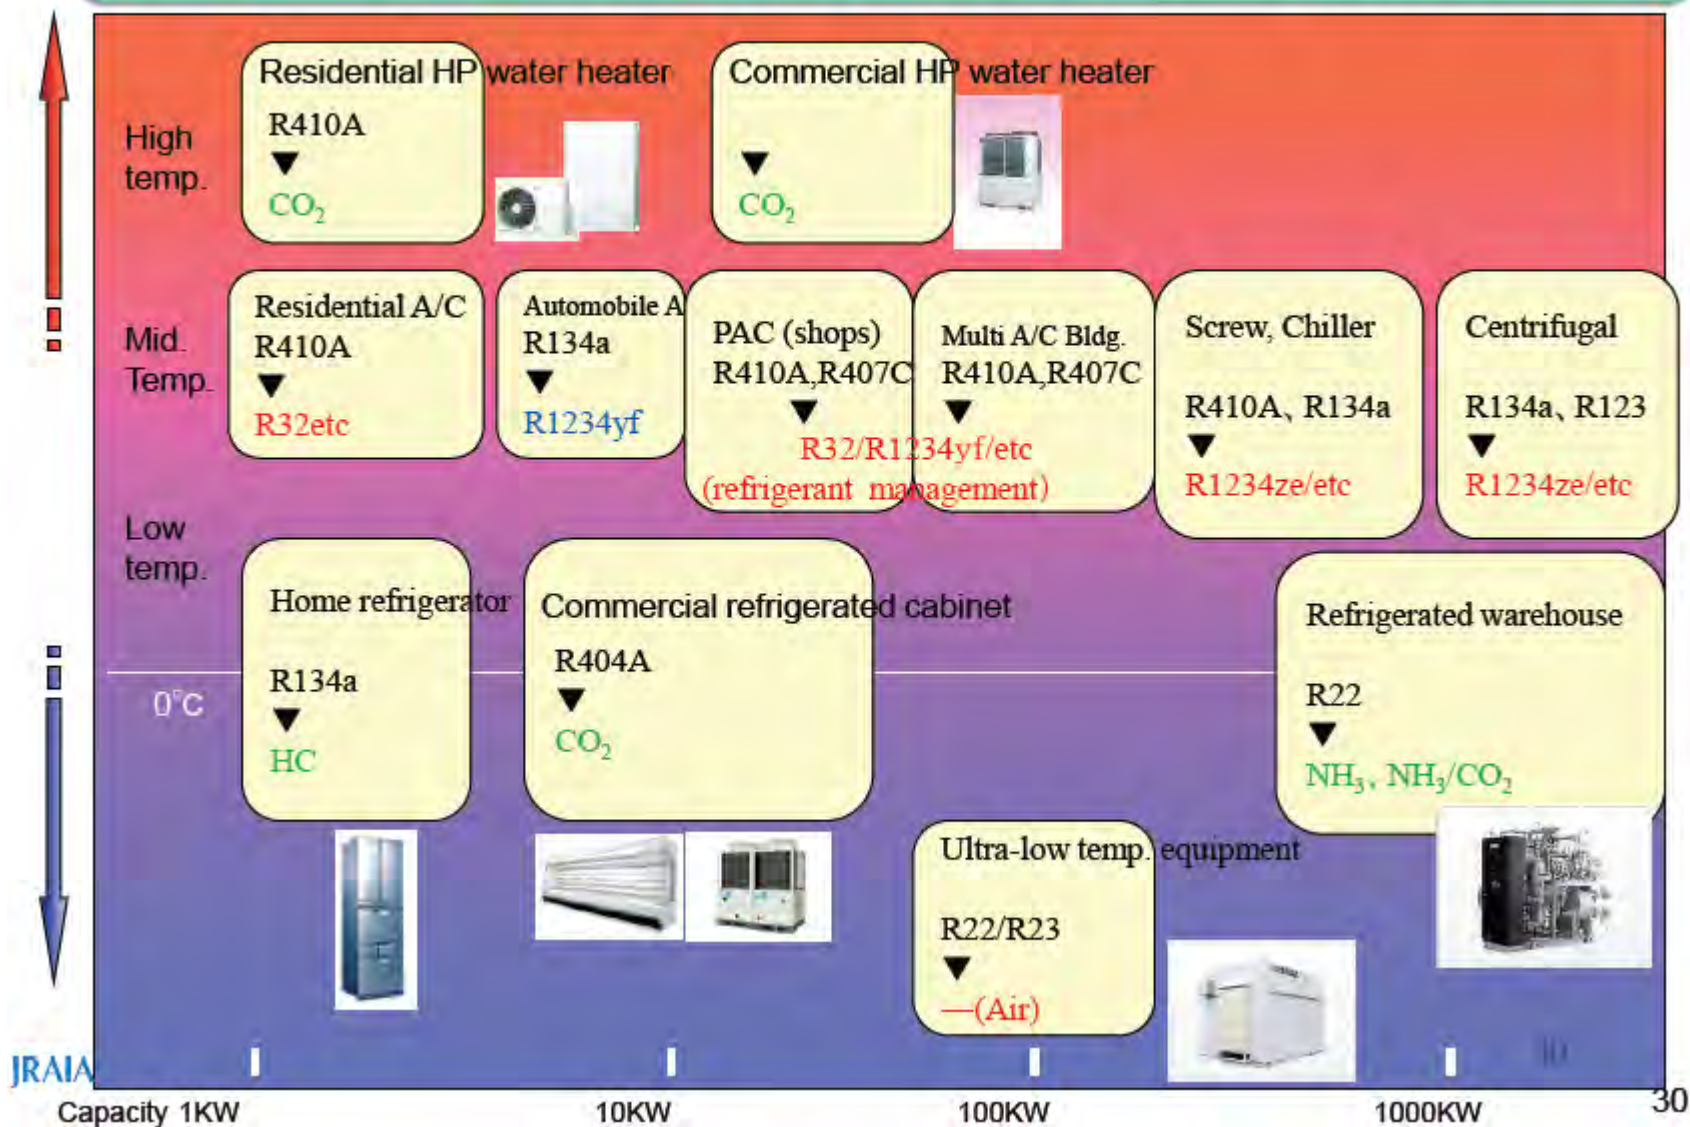 Residential HP water heater
R410A
▼
CO₂
Commercial HP water heater
▼
CO₂
High
temp.
Residential A/C
R410A
▼
R32etc
Automobile A
R134a
▼
R1234yf
PAC (shops)
R410A,R407C
▼
Multi A/C Bldg.
R410A,R407C
▼
R32/R1234yf/etc
(refrigerant management)
Screw, Chiller
R410A、R134a
▼
R1234ze/etc
Centrifugal
R134a、R123
▼
R1234ze/etc
Mid.
Temp.
Low
temp.
Home refrigerator
R134a
▼
HC
Commercial refrigerated cabinet
R404A
▼
CO₂
Refrigerated warehouse
R22
▼
NH₃、NH₃/CO₂
0°C
Ultra-low temp. equipment
R22/R23
▼
—(Air)
JRAIA
Capacity 1KW
10KW
100KW
1000KW
30